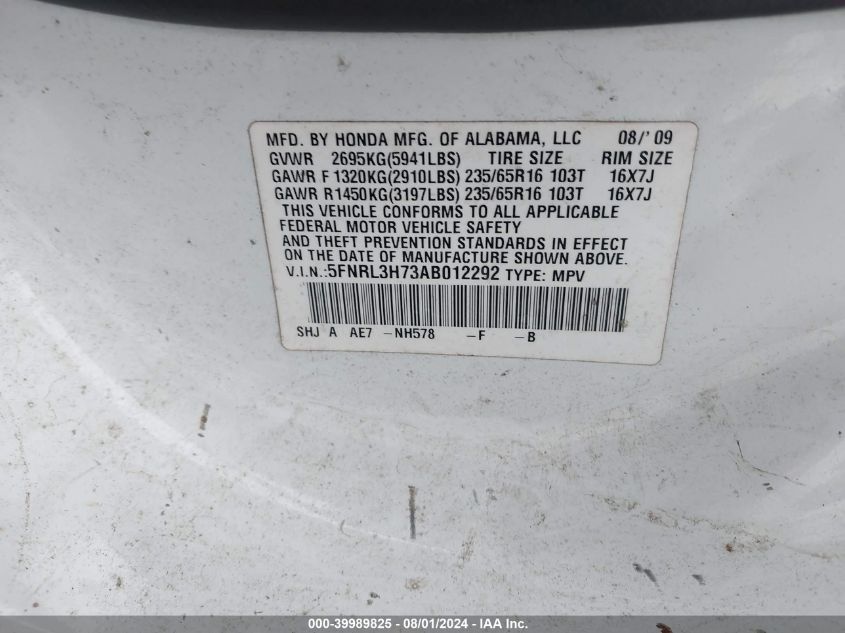 MFD. BY HONDA MFG. OF ALABAMA, LLC 08/'09
GVWR 2695KG(5941LBS) TIRE SIZE RIM SIZE
GAWR F 1320KG(2910LBS) 235/65R16 103T 16X7J
GAWR R1450KG(3197LBS) 235/65R16 103T 16X7J
THIS VEHICLE CONFORMS TO ALL APPLICABLE
FEDERAL MOTOR VEHICLE SAFETY
AND THEFT PREVENTION STANDARDS IN EFFECT
ON THE DATE OF MANUFACTURE SHOWN ABOVE.
V.I.N.:5FNRL3H73AB012292 TYPE: MPV
SHJ A AE7 -NH578 -F -B
000-39989825 - 08/01/2024 - IAA Inc.